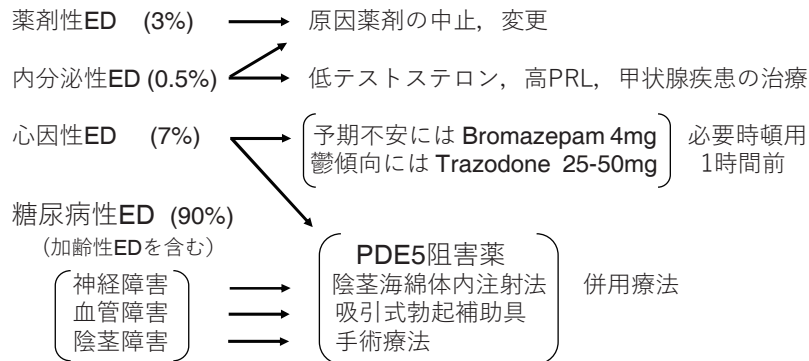 薬剤性ED (3%) 原因薬剤の中止，変更
内分泌性ED (0.5%) 低テストステロン，高PRL，甲状腺疾患の治療
心因性ED (7%) 予期不安には Bromazepam 4mg 必要時頓用
鬱傾向には Trazodone 25-50mg 1時間前
糖尿病性ED (90%)
(加齢性EDを含む) PDE5阻害薬
神経障害 陰茎海綿体内注射法 併用療法
血管障害 吸引式勃起補助具
陰茎障害 手術療法